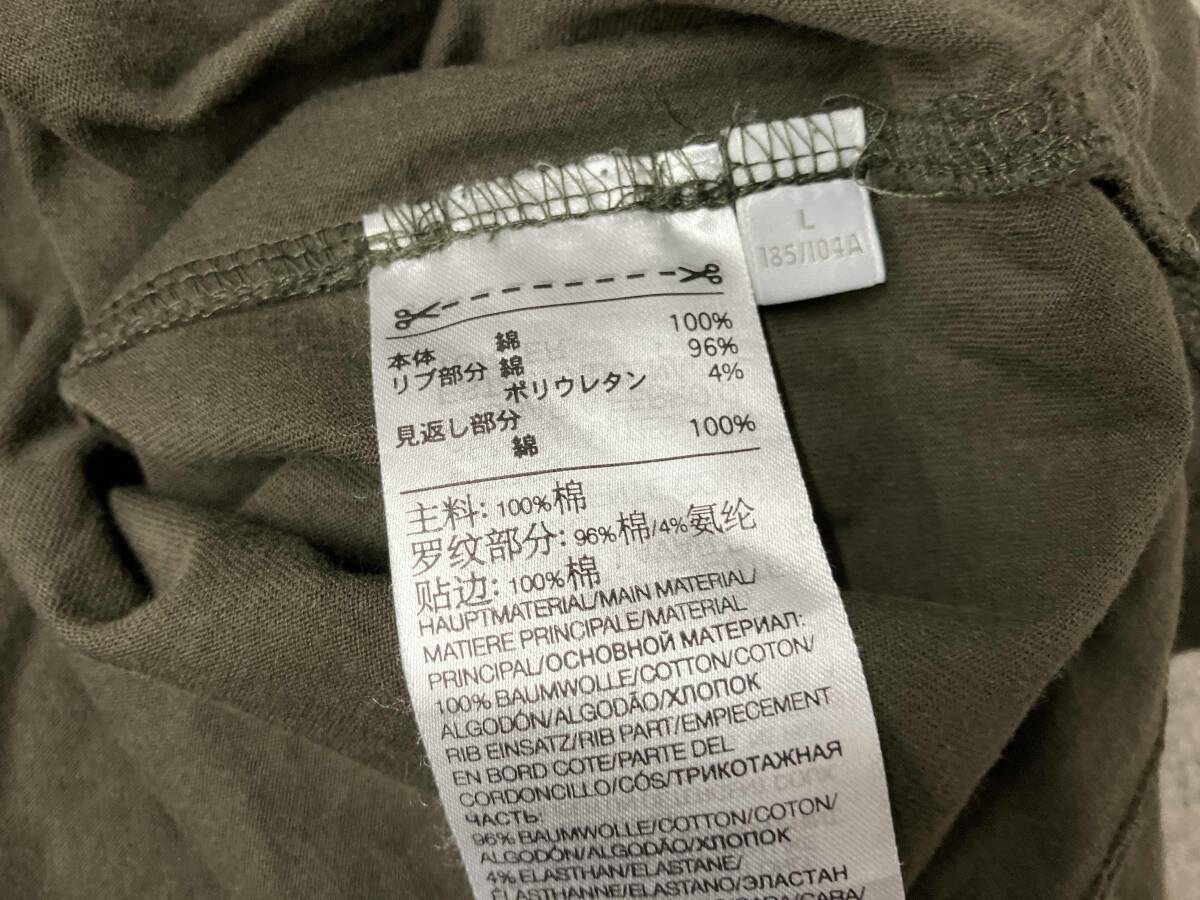 L
185/104A
本体 綿 100%
リブ部分 綿 96%
ポリウレタン 4%
見返し部分
綿 100%
主料: 100%棉
罗纹部分: 96%棉/4%氨纶
贴边: 100%棉
HAUPTMATERIAL/MAIN MATERIAL/
MATIERE PRINCIPALE/MATERIAL
PRINCIPAL/ОСНОВНОЙ МАТЕРИАЛ:
100% BAUMWOLLE/COTTON/COTON/
ALGODÓN/ALGODÃO/ХЛОПОК
RIB EINSATZ/RIB PART/EMPIECEMENT
EN BORD COTE/PARTE DEL
CORDONCILLO/CÓS/ТРИКОТАЖНАЯ
ЧАСТЬ:
96% BAUMWOLLE/COTTON/COTON/
ALGODÓN/ALGODÃO/ХЛОПОК
4% ELASTHAN/ELASTANE/
ELASTHANNE/ELASTANO/ЭЛАСТАН